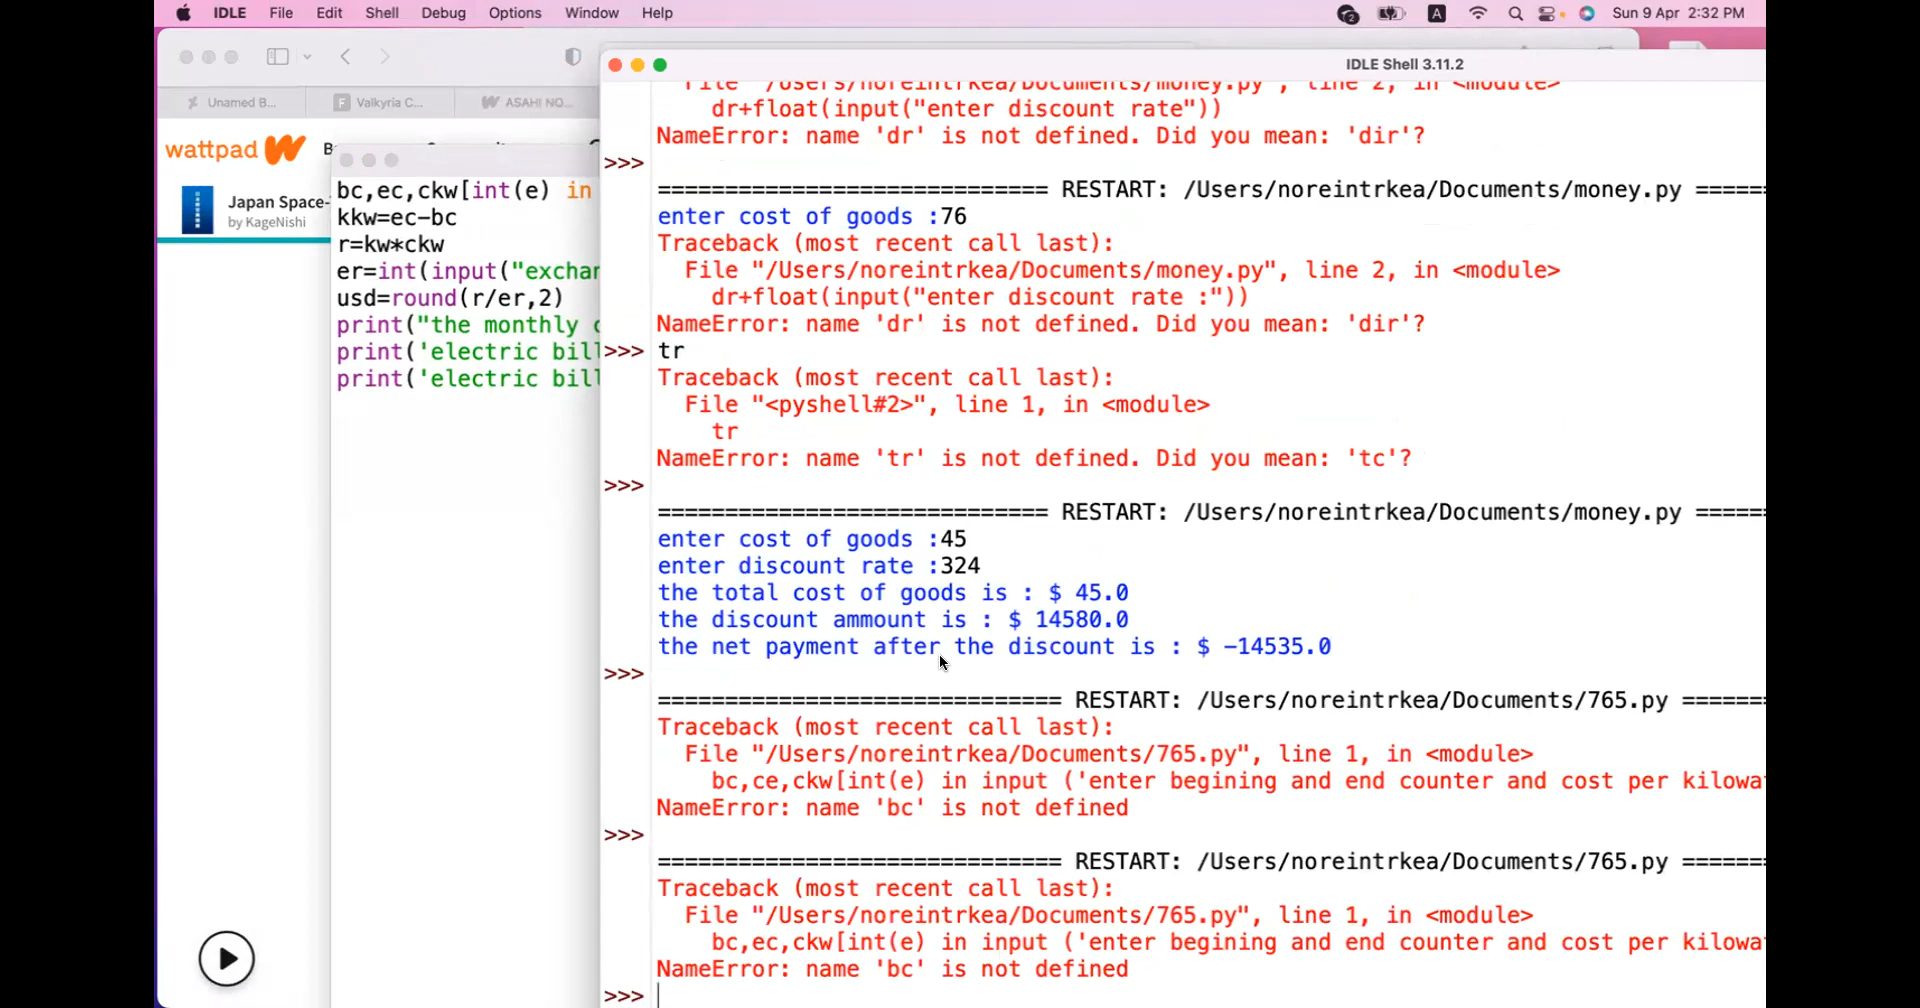 IDLE File Edit Shell Debug Options Window Help
2 A Sun 9 Apr 2:32 PM
Unamed B... Valkyria C... ASAHI NO...
wattpad
Japan Space-
by KageNishi
bc,ec,ckw[int(e) in
kkw=ec-bc
r=kw*ckw
er=int(input("exchan
usd=round(r/er,2)
print("the monthly c
print('electric bill
print('electric bill
IDLE Shell 3.11.2
File "/Users/noreintrkea/Documents/money.py", line 2, in <module>
dr+float(input("enter discount rate"))
NameError: name 'dr' is not defined. Did you mean: 'dir'?
>>>
============================= RESTART: /Users/noreintrkea/Documents/money.py ======
enter cost of goods :76
Traceback (most recent call last):
File "/Users/noreintrkea/Documents/money.py", line 2, in <module>
dr+float(input("enter discount rate :"))
NameError: name 'dr' is not defined. Did you mean: 'dir'?
>>> tr
Traceback (most recent call last):
File "<pyshell#2>", line 1, in <module>
tr
NameError: name 'tr' is not defined. Did you mean: 'tc'?
>>>
============================= RESTART: /Users/noreintrkea/Documents/money.py ======
enter cost of goods :45
enter discount rate :324
the total cost of goods is : $ 45.0
the discount ammount is : $ 14580.0
the net payment after the discount is : $ -14535.0
>>>
============================== RESTART: /Users/noreintrkea/Documents/765.py =======
Traceback (most recent call last):
File "/Users/noreintrkea/Documents/765.py", line 1, in <module>
bc,ce,ckw[int(e) in input ('enter begining and end counter and cost per kilowa
NameError: name 'bc' is not defined
>>>
============================== RESTART: /Users/noreintrkea/Documents/765.py =======
Traceback (most recent call last):
File "/Users/noreintrkea/Documents/765.py", line 1, in <module>
bc,ec,ckw[int(e) in input ('enter begining and end counter and cost per kilowa
NameError: name 'bc' is not defined
>>>